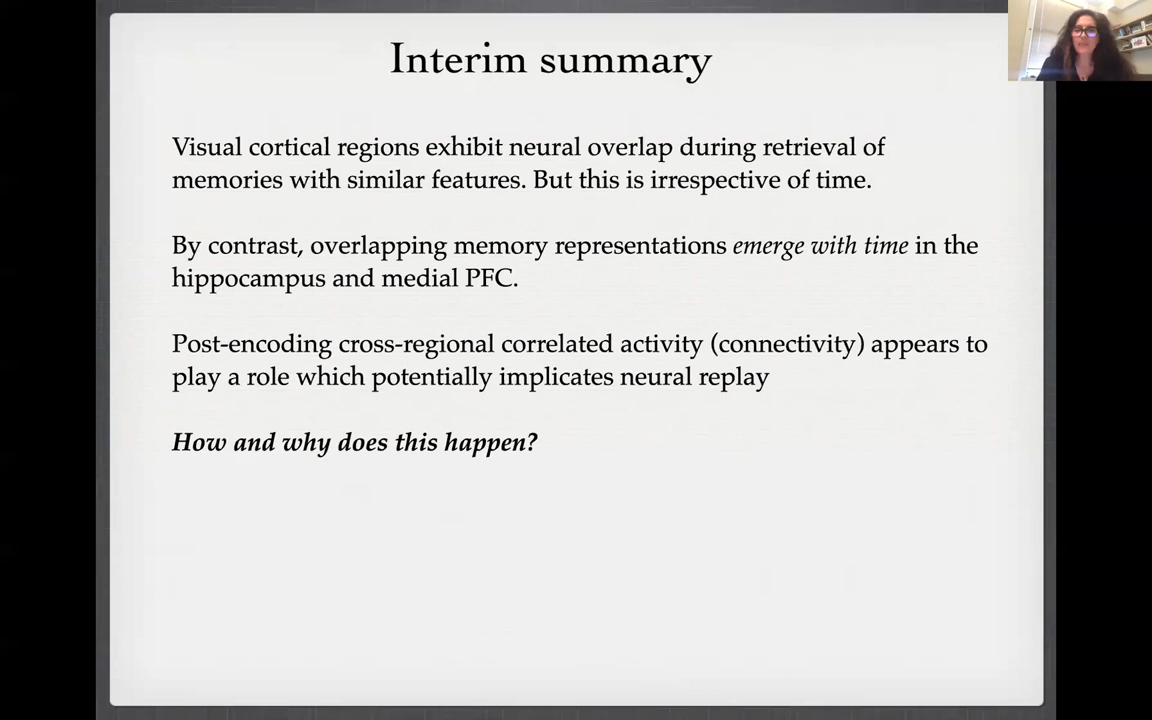 Interim summary
Visual cortical regions exhibit neural overlap during retrieval of
memories with similar features. But this is irrespective of time.
By contrast, overlapping memory representations emerge with time in the
hippocampus and medial PFC.
Post-encoding cross-regional correlated activity (connectivity) appears to
play a role which potentially implicates neural replay
How and why does this happen?